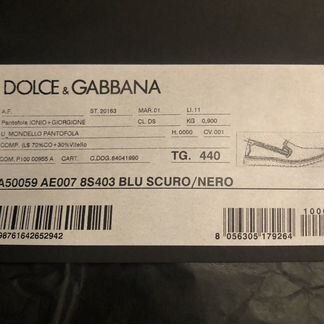 DOLCE & GABBANA
A.F. ST. 20163 MAR. 01 LI. 11
Pantofola IONIO+GIORGIONE CL. DS KG 0,900
U_MONDELLO PANTOFOLA H. 0000 CV. 001
COMP. 70%CO+30%Vitello
COM. P100 00955 A CART. C.DOG. 64041990 TG. 440
A50059 AE007 8S403 BLU SCURO/NERO
98761642652942
8 056305 179264